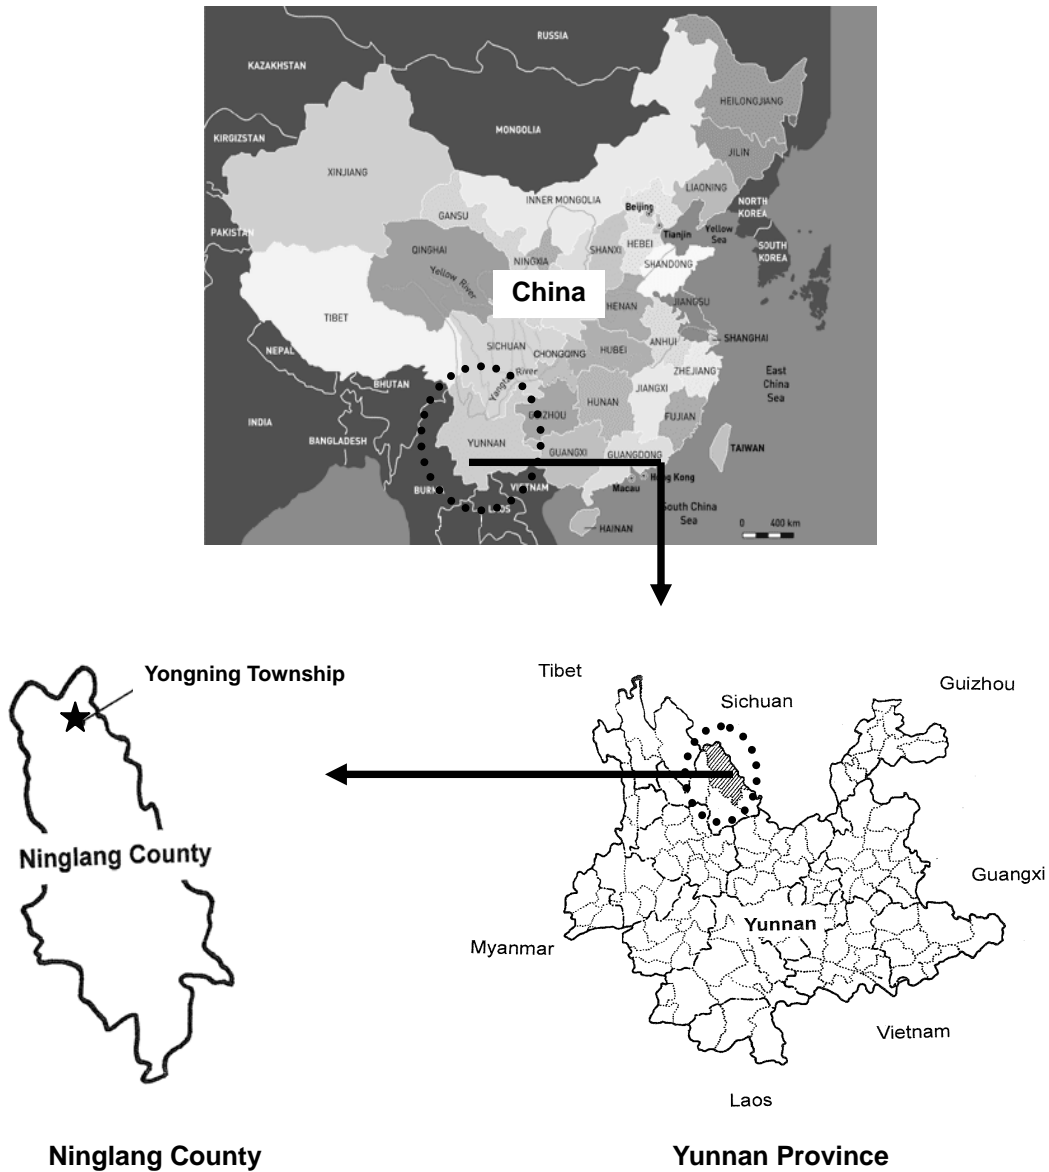 RUSSIA
KAZAKHSTAN
HEILONGJIANG
MONGOLIA
KIRGIZSTAN
JILIN
XINJIANG
LIAONING
INNER MONGOLIA
NORTH
KOREA
Beijing
GANSU
Tianjin
Yellow
Sea
PAKISTAN
QINGHAI
SHANXI
HEBEI
SOUTH
KOREA
NINGXIA
SHANDONG
Yellow River
China
HENAN
JIANGSU
TIBET
SHANGHAI
ANHUI
SICHUAN
CHONGQING
HUBEI
NEPAL
ZHEJIANG
East
China
Sea
BHUTAN
River
JIANGXI
HUNAN
FUJIAN
INDIA
BANGLADESH
YUNNAN
GUANGXI
GUANGDONG
TAIWAN
Hong Kong
Macau
VIETNAM
South China
Sea
HAINAN
0 400 km
Yongning Township
Tibet
Sichuan
Guizhou
Ninglang County
Guangxi
Yunnan
Myanmar
Vietnam
Laos
Ninglang County
Yunnan Province